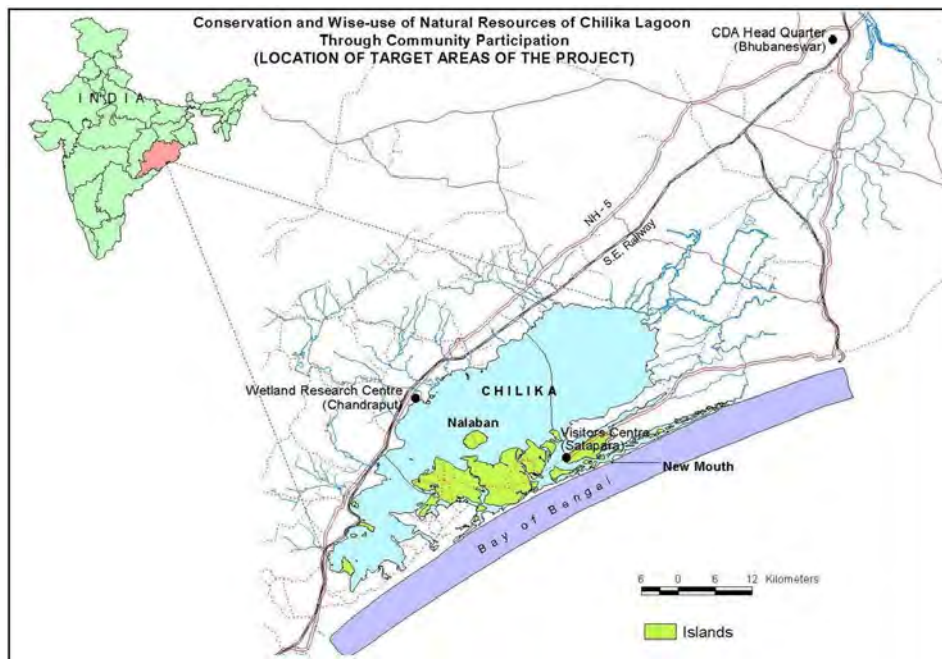 Conservation and Wise-use of Natural Resources of Chilika Lagoon
Through Community Participation
(LOCATION OF TARGET AREAS OF THE PROJECT)
CDA Head Quarter
(Bhubaneswar)
INDIA
NH - 5
S.E. Railway
Wetland Research Centre
(Chandraput)
CHILIKA
Nalaban
Visitors Centre
(Satapara)
New Mouth
Bay of Bengal
6 0 6 12 Kilometers
Islands